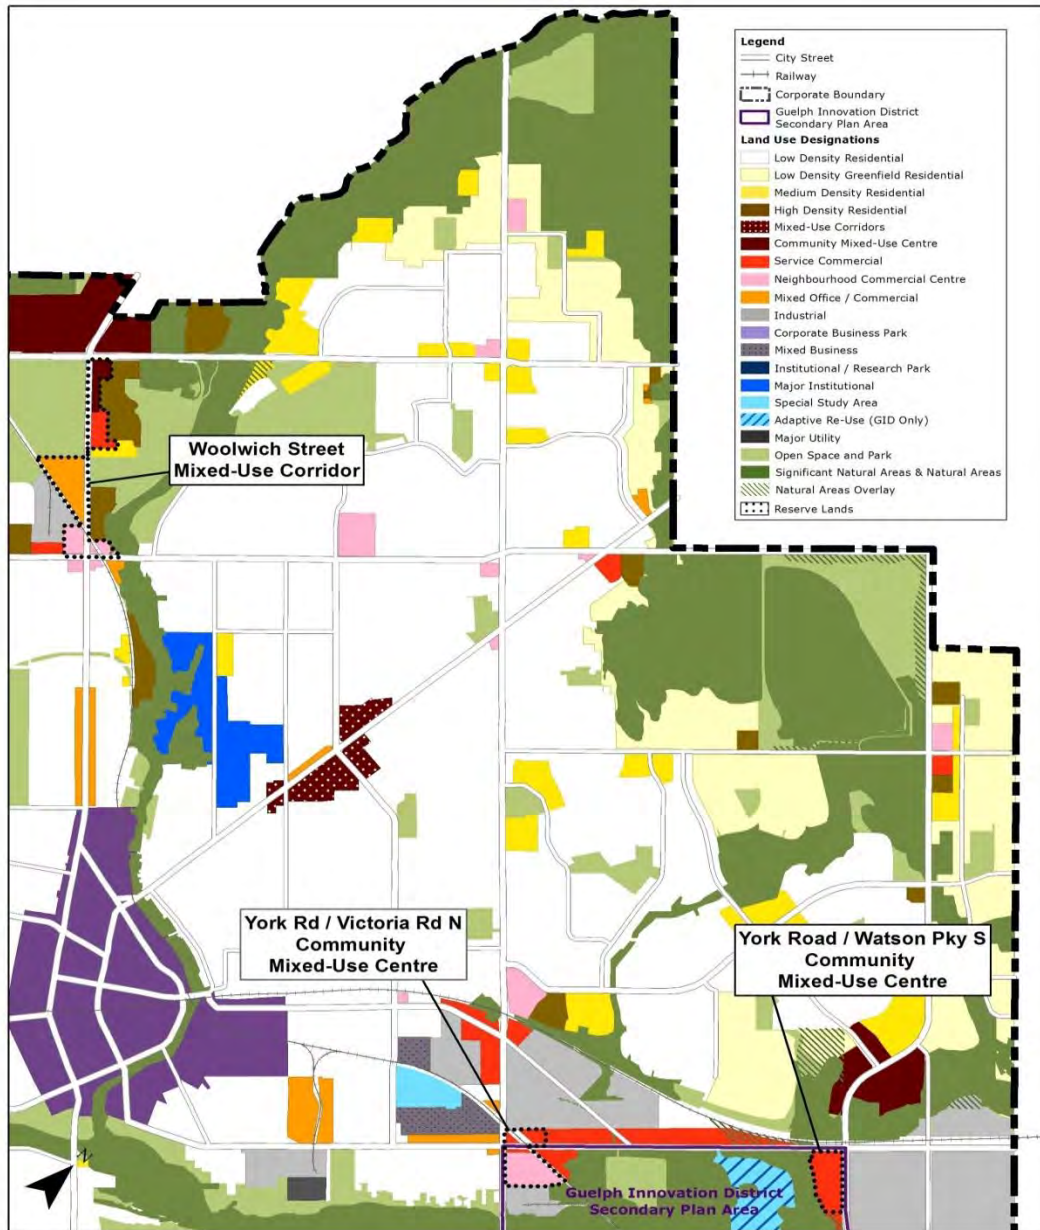 Legend
City Street
Railway
Corporate Boundary
Guelph Innovation District
Secondary Plan Area
Land Use Designations
Low Density Residential
Low Density Greenfield Residential
Medium Density Residential
High Density Residential
Mixed-Use Corridors
Community Mixed-Use Centre
Service Commercial
Neighbourhood Commercial Centre
Mixed Office / Commercial
Industrial
Corporate Business Park
Mixed Business
Institutional / Research Park
Major Institutional
Special Study Area
Adaptive Re-Use (GID Only)
Major Utility
Open Space and Park
Significant Natural Areas & Natural Areas
Natural Areas Overlay
Reserve Lands
Woolwich Street
Mixed-Use Corridor
York Rd / Victoria Rd N
Community
Mixed-Use Centre
York Road / Watson Pky S
Community
Mixed-Use Centre
N
Guelph Innovation District
Secondary Plan Area